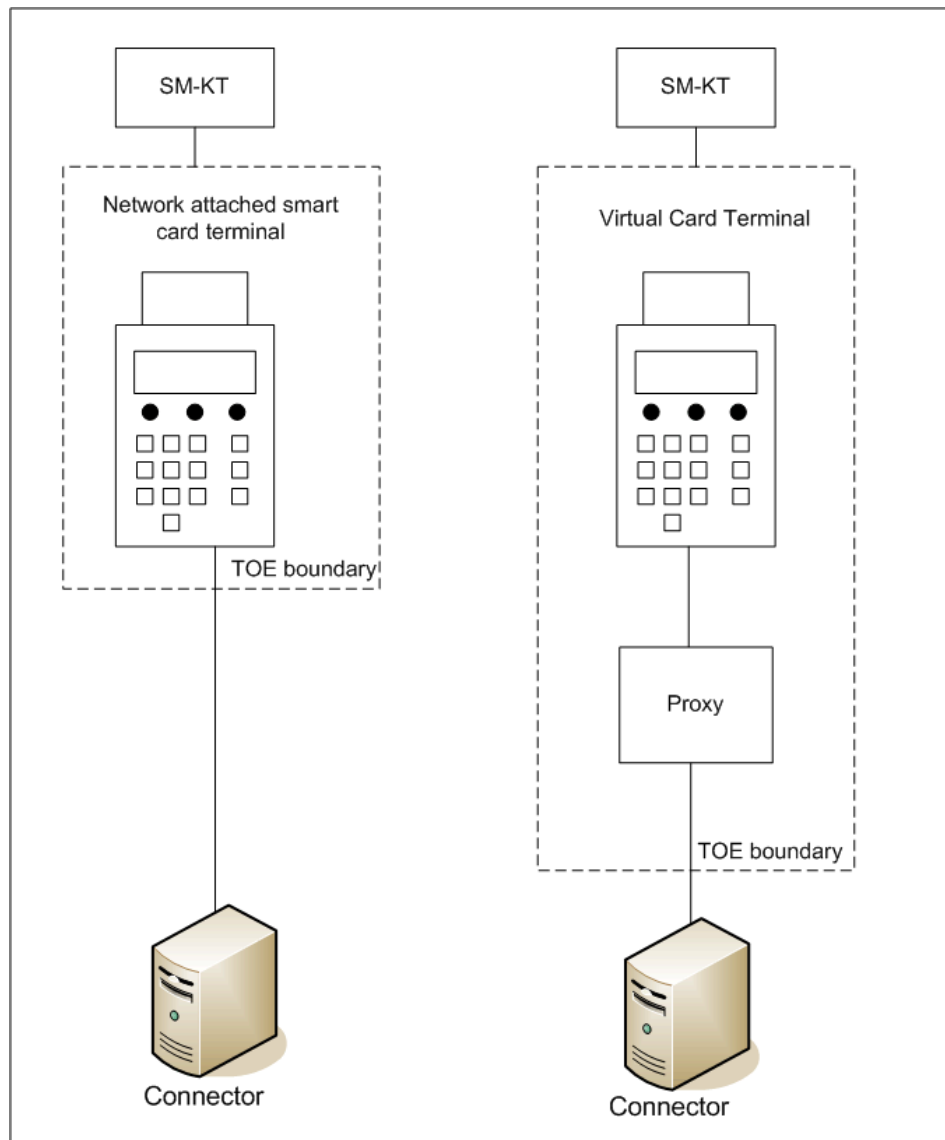 SM-KT
Network attached smart
card terminal
TOE boundary
Connector
SM-KT
Virtual Card Terminal
Proxy
TOE boundary
Connector